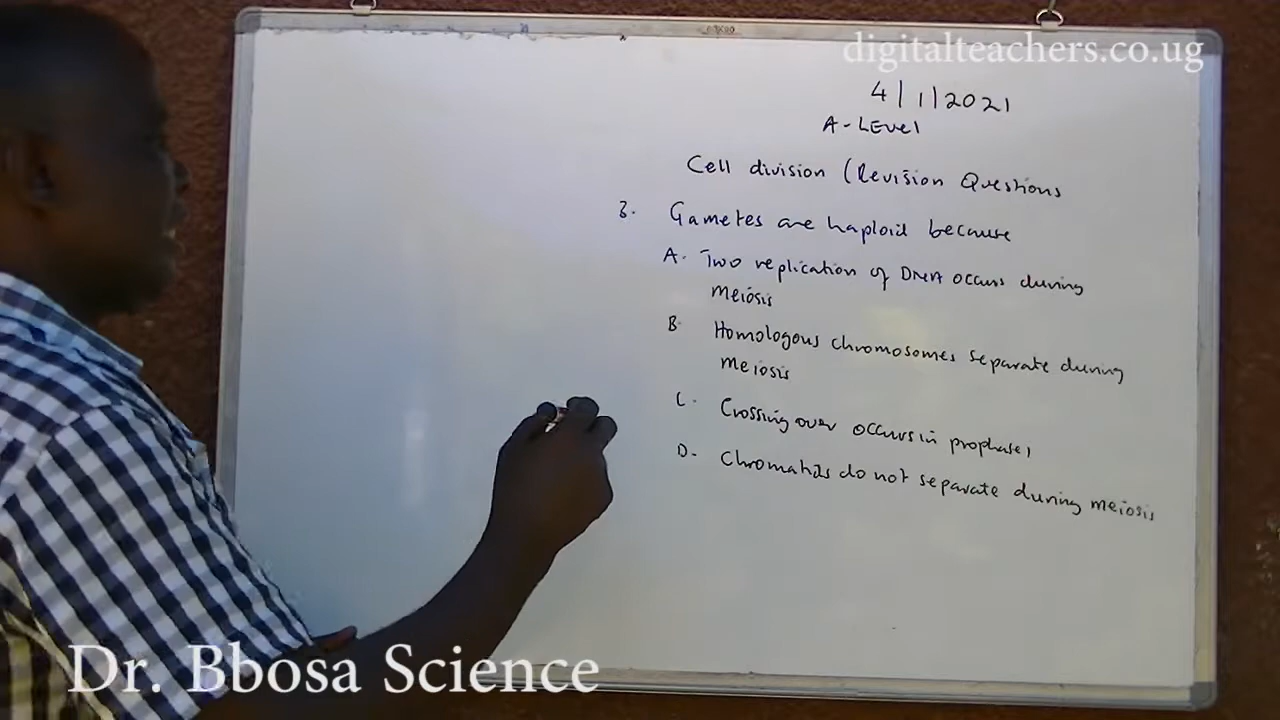 digitalteachers.co.ug
4/1/2021
A-LEvel
Cell division (Revision Questions
3. Gametes are haploid because
A. Two replication of DNA occurs during
meiosis
B. Homologous chromosomes separate during
meiosis
C. Crossing over occurs in prophase 1
D. Chromatids do not separate during meiosis
Dr. Bbosa Science